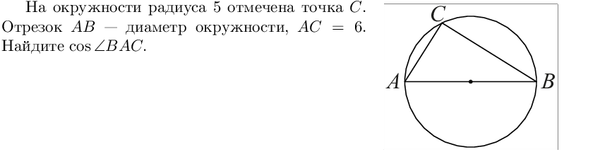 На окружности радиуса 5 отмечена точка C.
Отрезок AB — диаметр окружности, AC = 6.
Найдите cos ∠BAC.
C
A
B